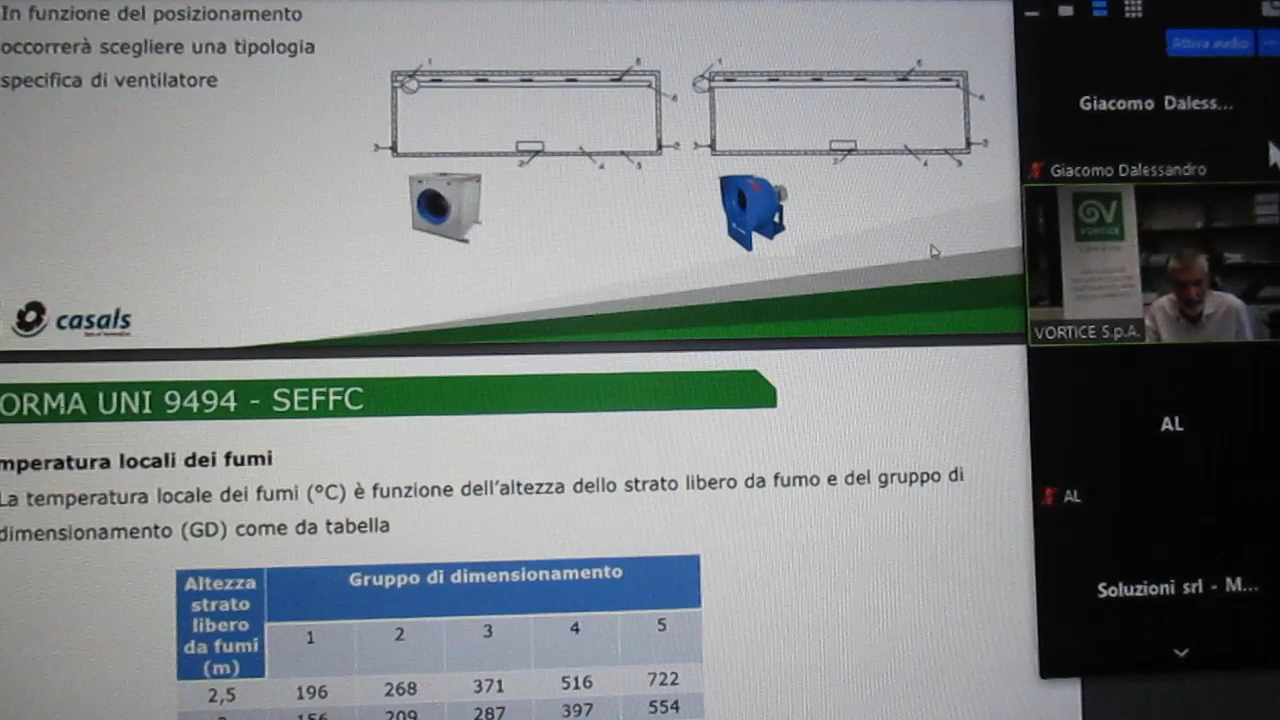 In funzione del posizionamento
occorrerà scegliere una tipologia
specifica di ventilatore
casals
ORMA UNI 9494 - SEFFC
mperatura locali dei fumi
La temperatura locale dei fumi (°C) è funzione dell'altezza dello strato libero da fumo e del gruppo di
dimensionamento (GD) come da tabella
Altezza strato libero da fumi (m)
Gruppo di dimensionamento
1 2 3 4 5
2,5 196 268 371 516 722
156 209 287 397 554
Attiva audio
Giacomo Daless...
Giacomo Dalessandro
VORTICE
VORTICE S.p.A.
AL
AL
Soluzioni srl - M...